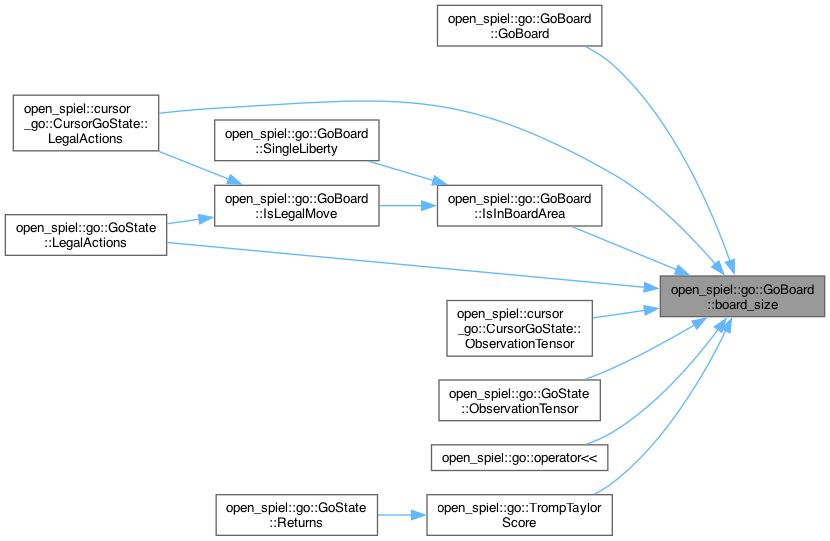 open_spiel::go::GoBoard
::GoBoard
open_spiel::cursor
_go::CursorGoState::
LegalActions
open_spiel::go::GoBoard
::SingleLiberty
open_spiel::go::GoBoard
::IsLegalMove
open_spiel::go::GoBoard
::IsInBoardArea
open_spiel::go::GoState
::LegalActions
open_spiel::go::GoBoard
::board_size
open_spiel::cursor
_go::CursorGoState::
ObservationTensor
open_spiel::go::GoState
::ObservationTensor
open_spiel::go::operator<<
open_spiel::go::GoState
::Returns
open_spiel::go::TrompTaylor
Score